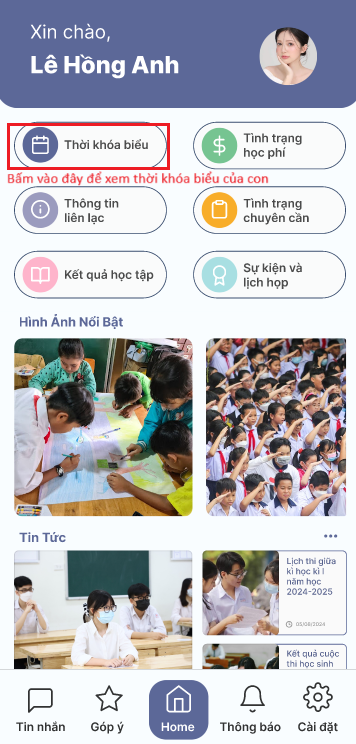 Xin chào,
Lê Hồng Anh
Thời khóa biểu
Tình trạng
học phí
Bấm vào đây để xem thời khóa biểu của con
Thông tin
liên lạc
Tình trạng
chuyên cần
Kết quả học tập
Sự kiện và
lịch họp
Hình Ảnh Nổi Bật
Tin Tức
Lịch thi giữa
kì học kì I
năm học
2024-2025
05/08/2024
Kết quả cuộc
thi học sinh
Tin nhắn
Góp ý
Home
Thông báo
Cài đặt